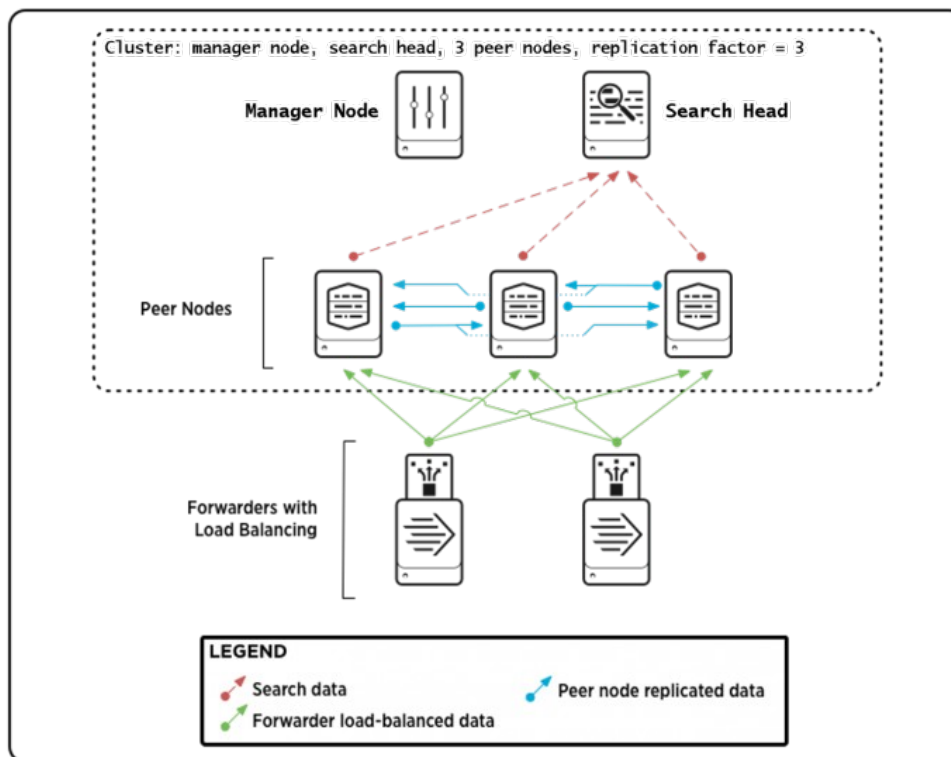 Cluster: manager node, search head, 3 peer nodes, replication factor = 3
Manager Node
Search Head
Peer Nodes
Forwarders with
Load Balancing
LEGEND
Search data
Peer node replicated data
Forwarder load-balanced data